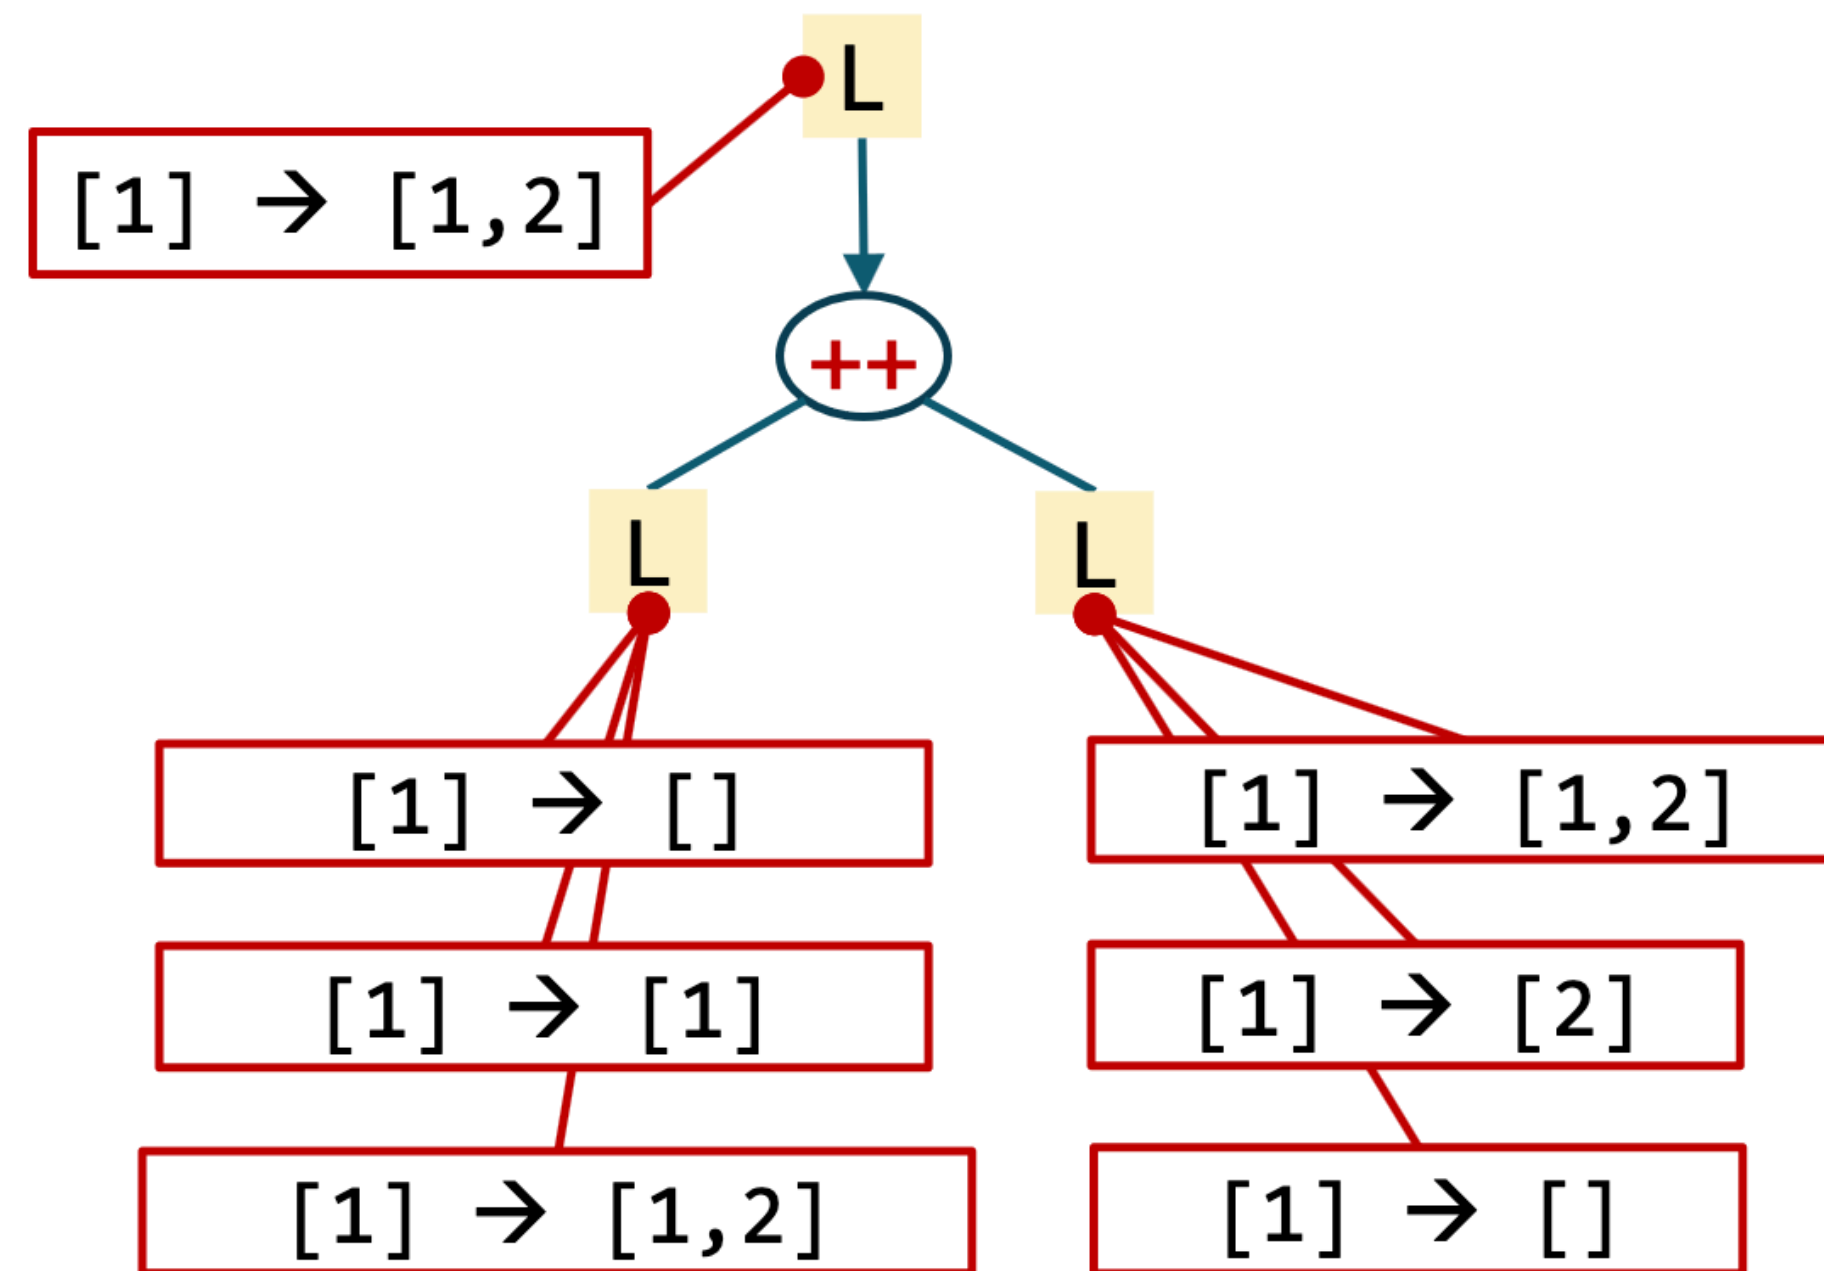 L
[1] → [1,2]
++
L L
[1] → [] [1] → [1,2]
[1] → [1] [1] → [2]
[1] → [1,2] [1] → []